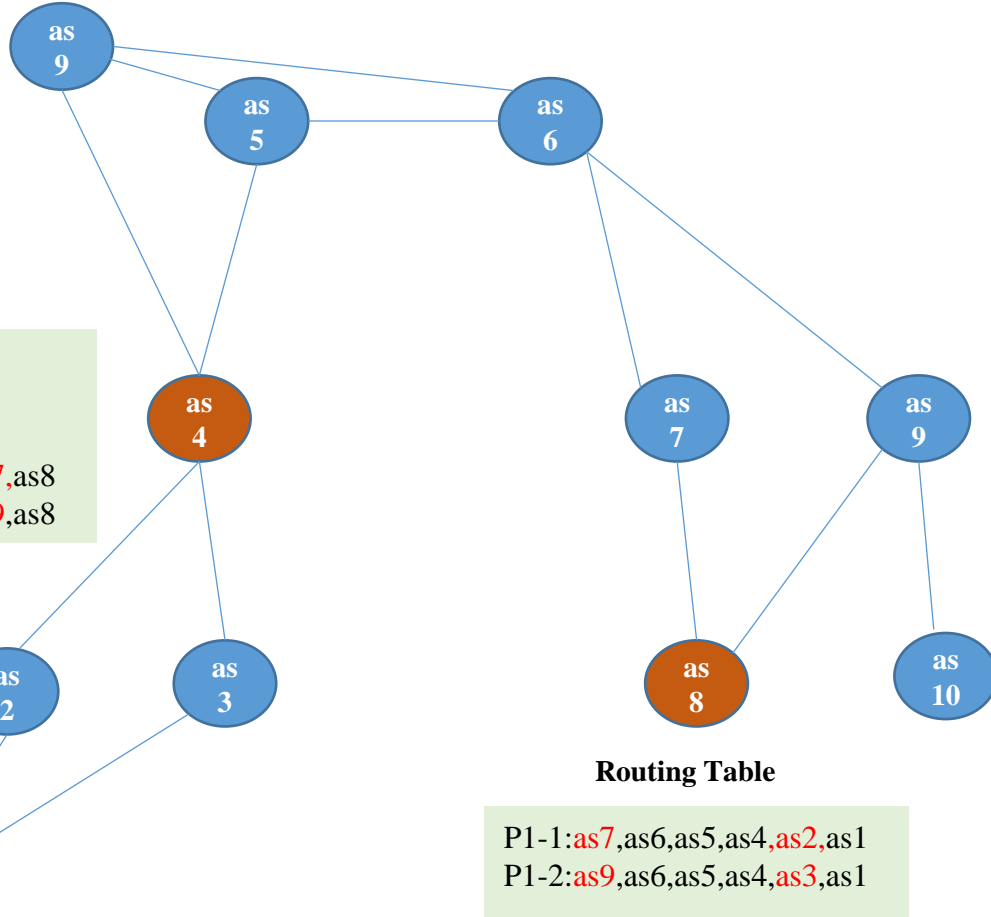 as
9
as
5
as
6
as
4
as
7
as
9
,as8
,as8
as
2
as
3
as
8
as
10
Routing Table
P1-1:as7,as6,as5,as4,as2,as1
P1-2:as9,as6,as5,as4,as3,as1